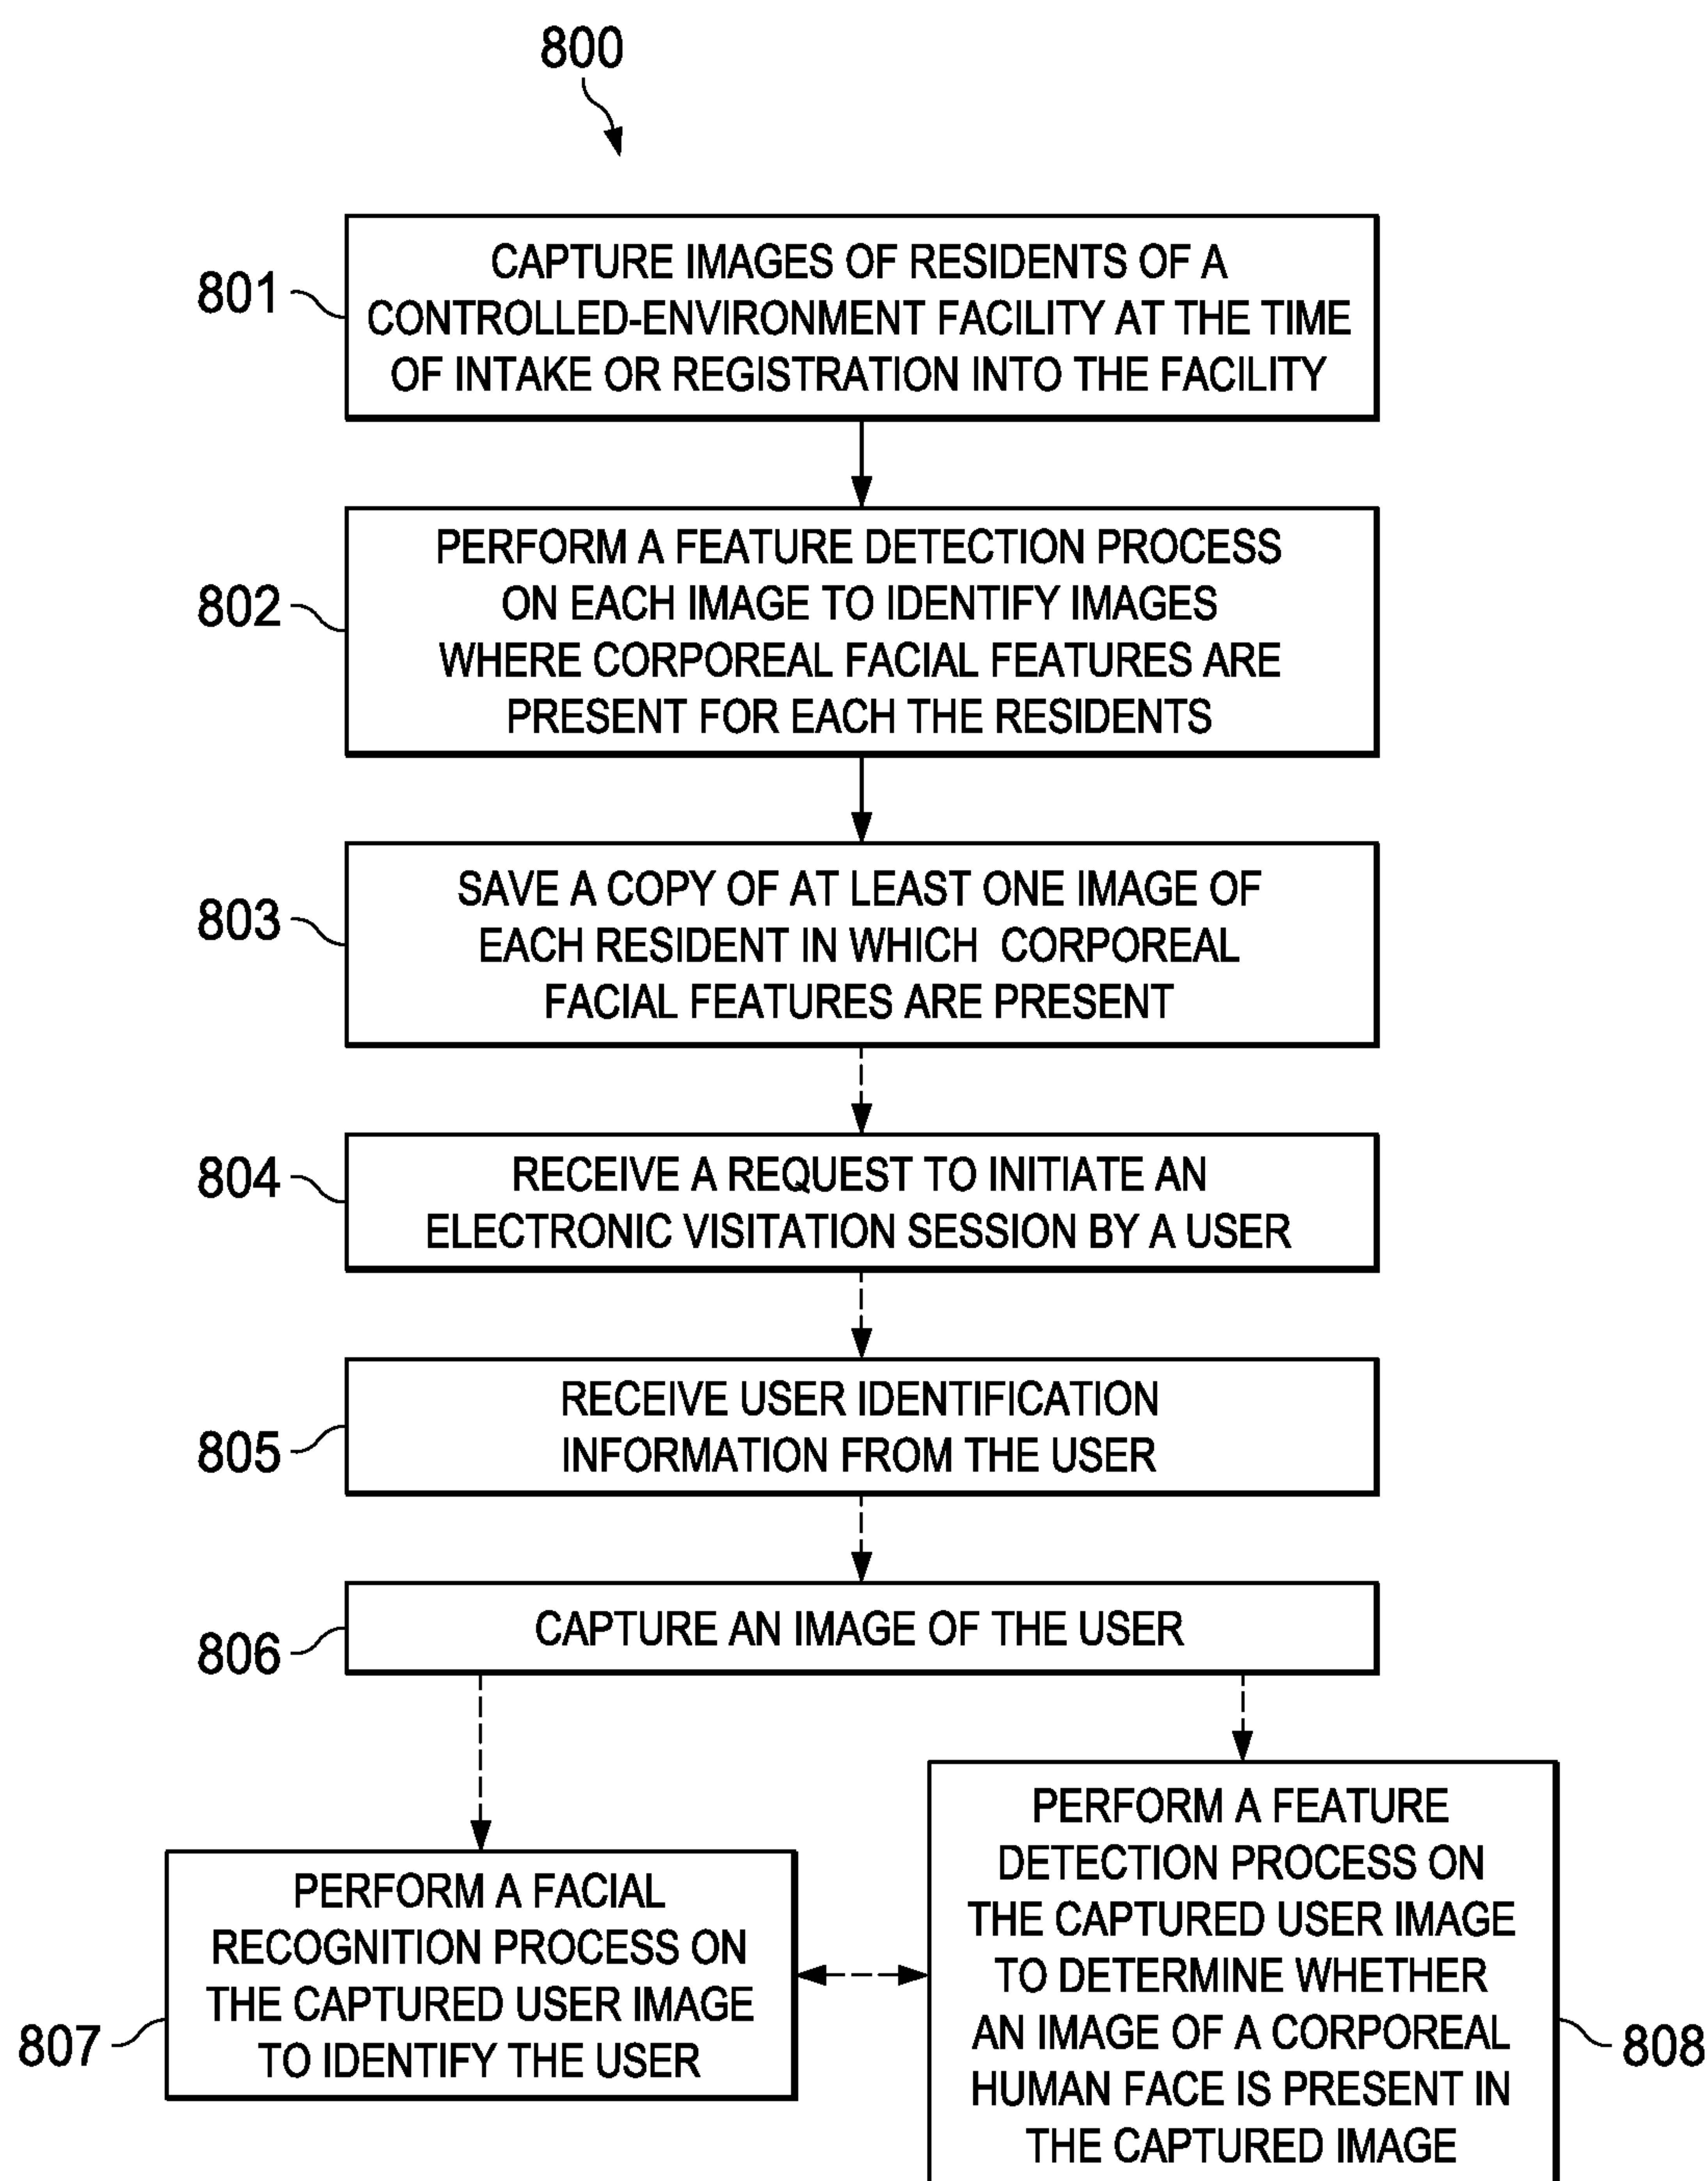 800
801
CAPTURE IMAGES OF RESIDENTS OF A
CONTROLLED-ENVIRONMENT FACILITY AT THE TIME
OF INTAKE OR REGISTRATION INTO THE FACILITY
802
PERFORM A FEATURE DETECTION PROCESS
ON EACH IMAGE TO IDENTIFY IMAGES
WHERE CORPOREAL FACIAL FEATURES ARE
PRESENT FOR EACH THE RESIDENTS
803
SAVE A COPY OF AT LEAST ONE IMAGE OF
EACH RESIDENT IN WHICH CORPOREAL
FACIAL FEATURES ARE PRESENT
804
RECEIVE A REQUEST TO INITIATE AN
ELECTRONIC VISITATION SESSION BY A USER
805
RECEIVE USER IDENTIFICATION
INFORMATION FROM THE USER
806
CAPTURE AN IMAGE OF THE USER
807
PERFORM A FACIAL
RECOGNITION PROCESS ON
THE CAPTURED USER IMAGE
TO IDENTIFY THE USER
PERFORM A FEATURE
DETECTION PROCESS ON
THE CAPTURED USER IMAGE
TO DETERMINE WHETHER
AN IMAGE OF A CORPOREAL
HUMAN FACE IS PRESENT IN
THE CAPTURED IMAGE
808